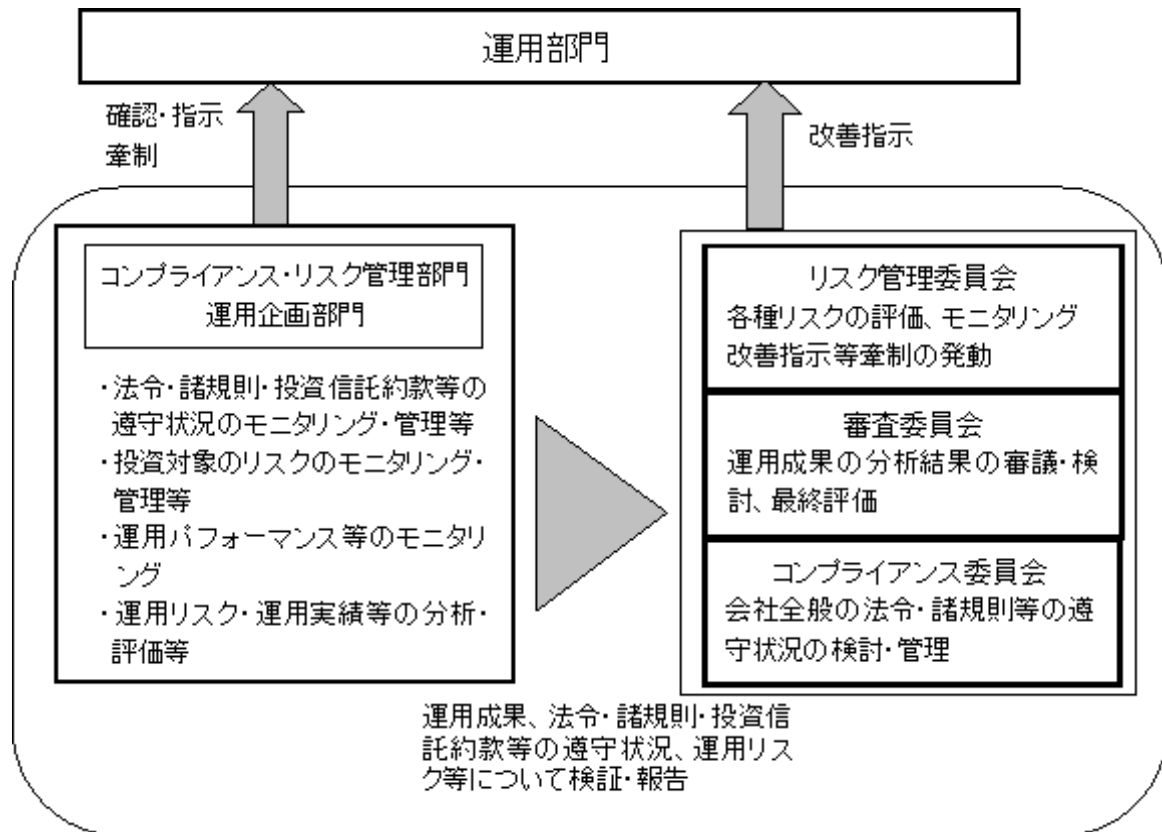 運用部門
確認・指示
牽制
改善指示
コンプライアンス・リスク管理部門
運用企画部門
・法令・諸規則・投資信託約款等の
遵守状況のモニタリング・管理等
・投資対象のリスクのモニタリング・
管理等
・運用パフォーマンス等のモニタリ
ング
・運用リスク・運用実績等の分析・
評価等
リスク管理委員会
各種リスクの評価、モニタリング
改善指示等牽制の発動
審査委員会
運用成果の分析結果の審議・検
討、最終評価
コンプライアンス委員会
会社全般の法令・諸規則等の遵
守状況の検討・管理
運用成果、法令・諸規則・投資信
託約款等の遵守状況、運用リス
ク等について検証・報告